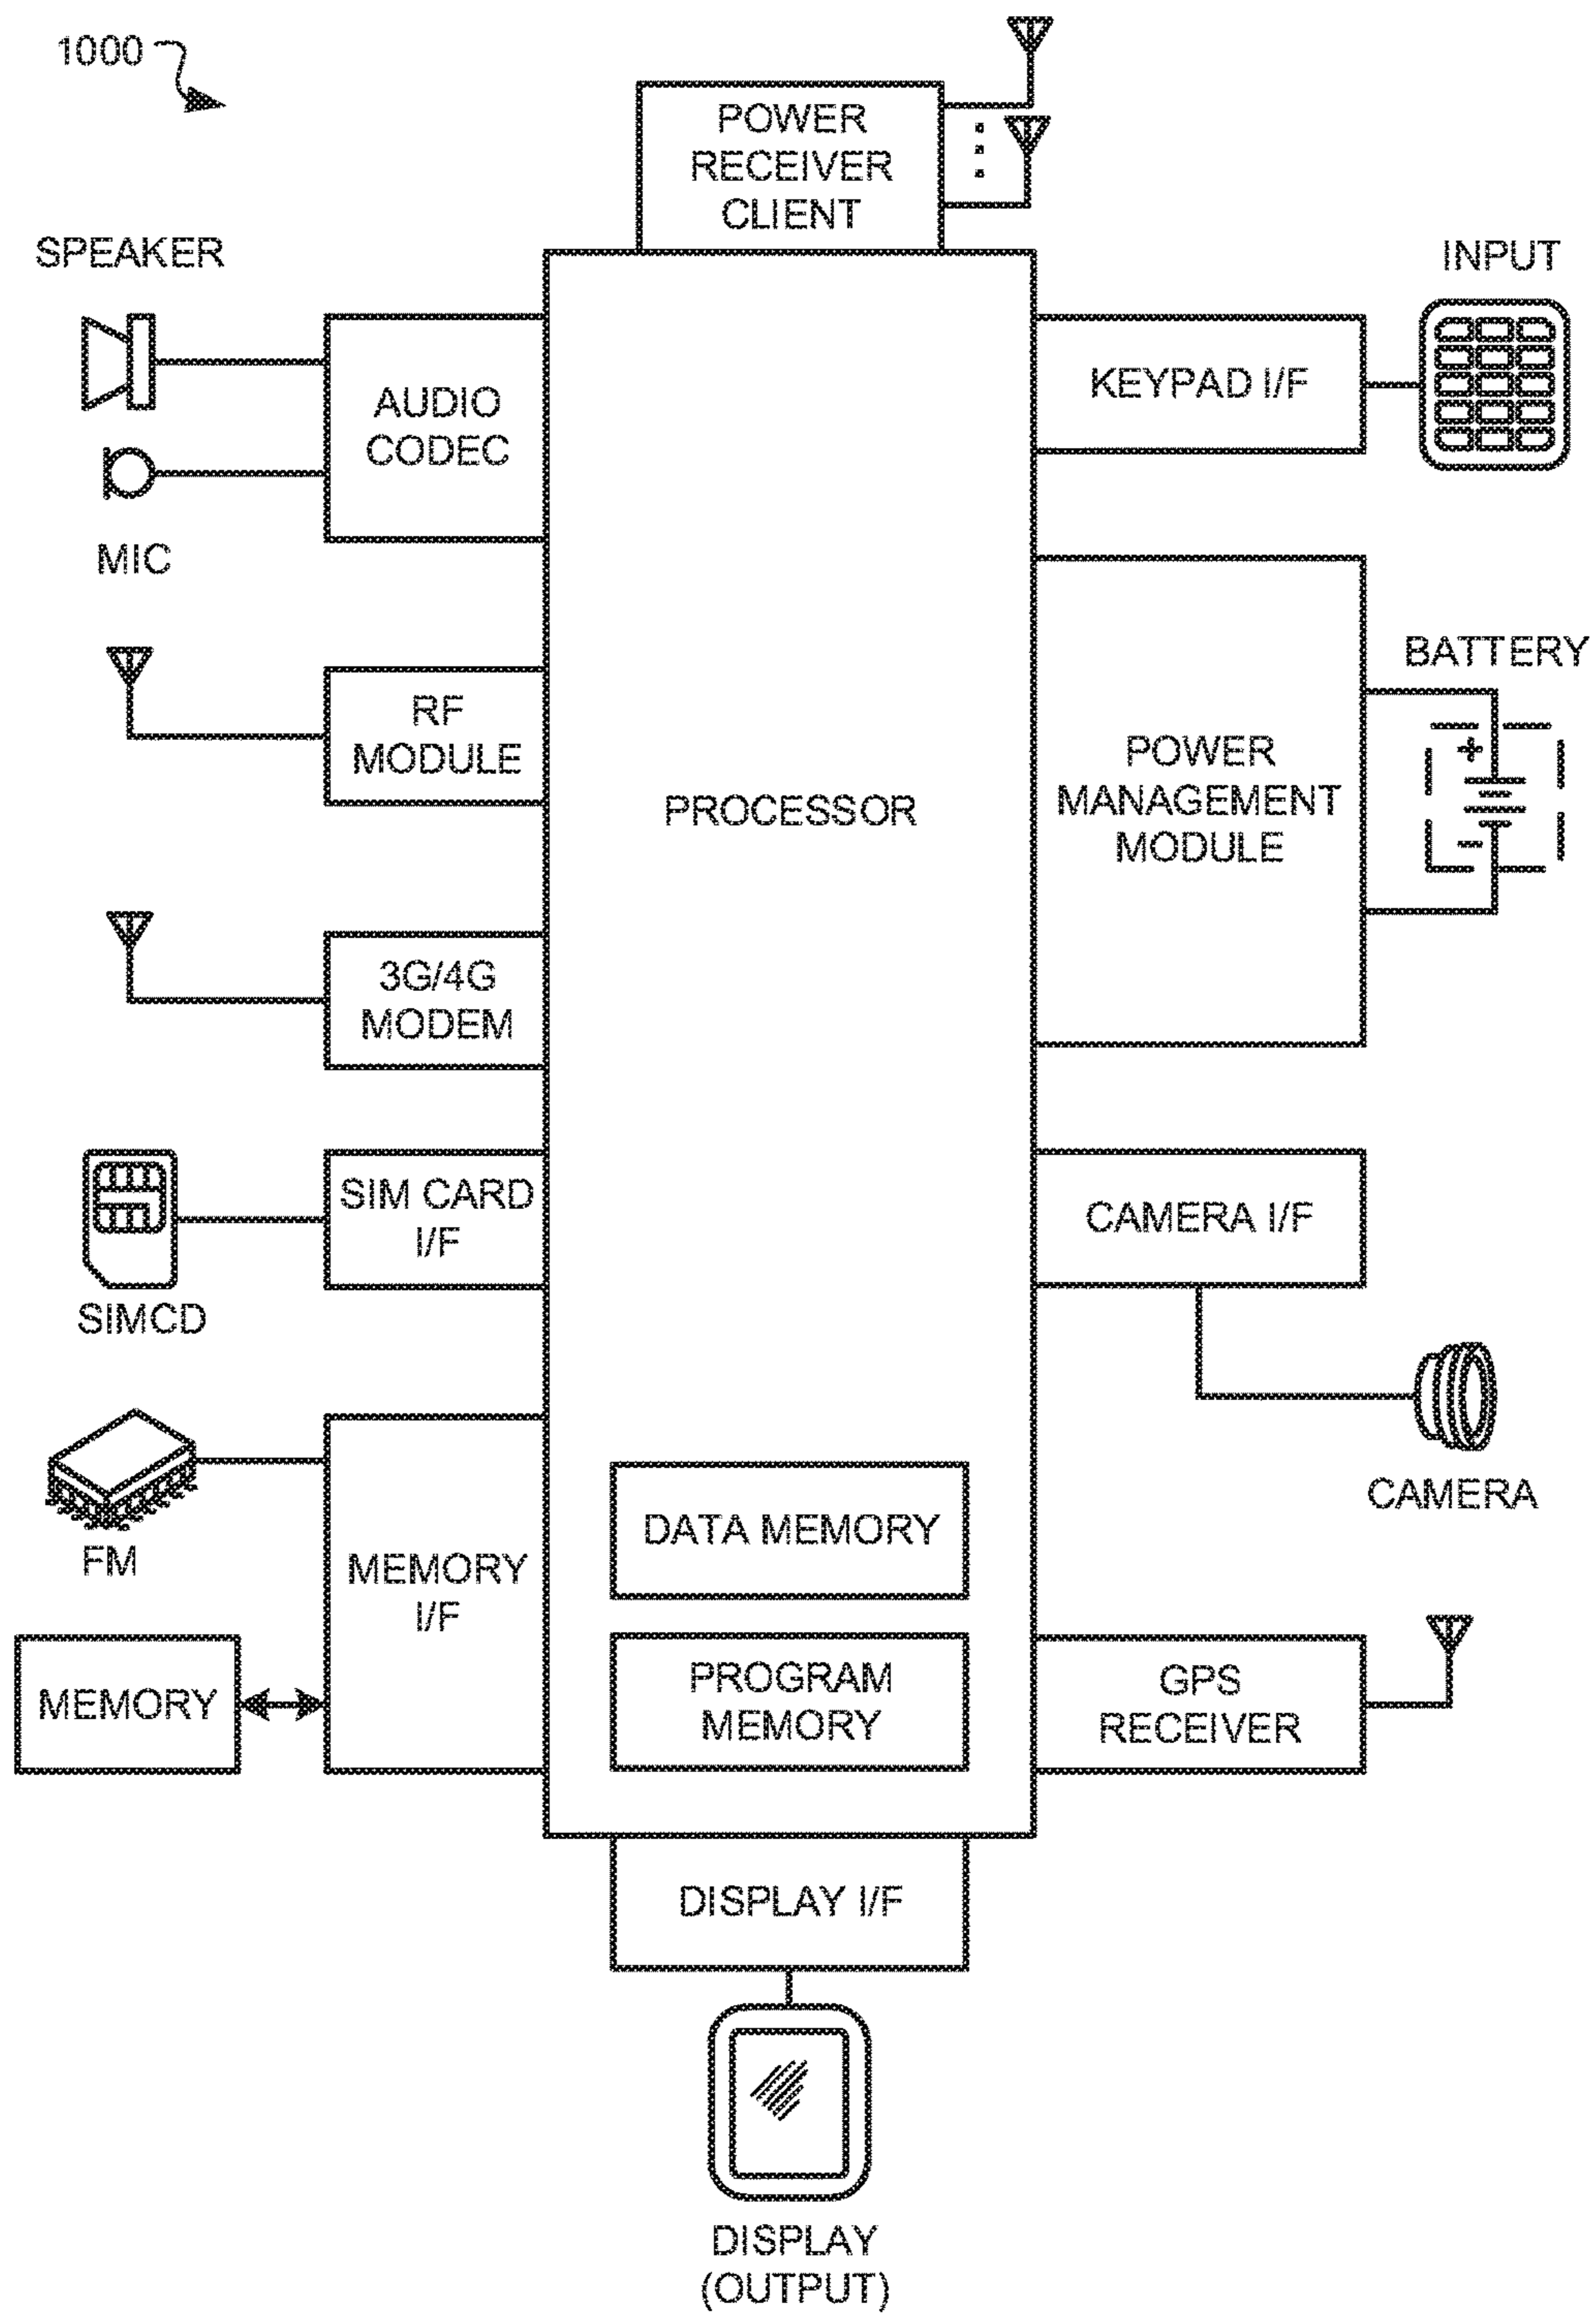 1000
POWER
RECEIVER
CLIENT
SPEAKER
INPUT
AUDIO
CODEC
KEYPAD I/F
MIC
BATTERY
+
-
RF
MODULE
POWER
MANAGEMENT
MODULE
PROCESSOR
3G/4G
MODEM
SIM CARD
I/F
CAMERA I/F
SIMCD
CAMERA
DATA MEMORY
FM
MEMORY
I/F
MEMORY
PROGRAM
MEMORY
GPS
RECEIVER
DISPLAY I/F
DISPLAY
(OUTPUT)